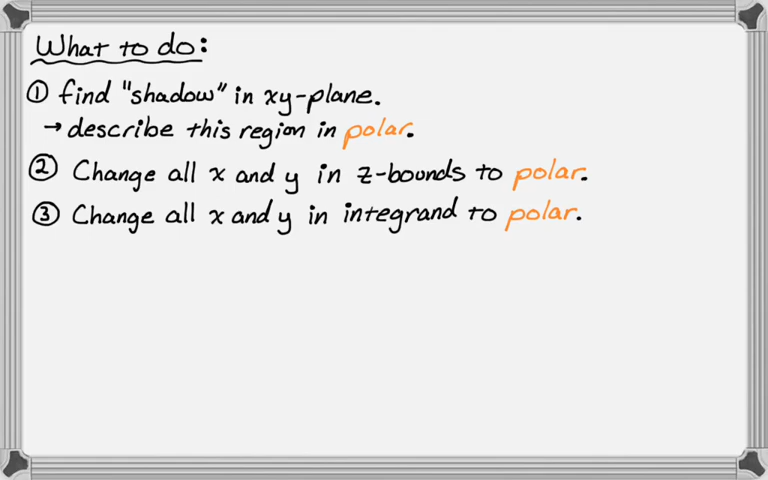 What to do:
① find "shadow" in xy-plane.
→ describe this region in polar.
② Change all x and y in z-bounds to polar.
③ Change all x and y in integrand to polar.